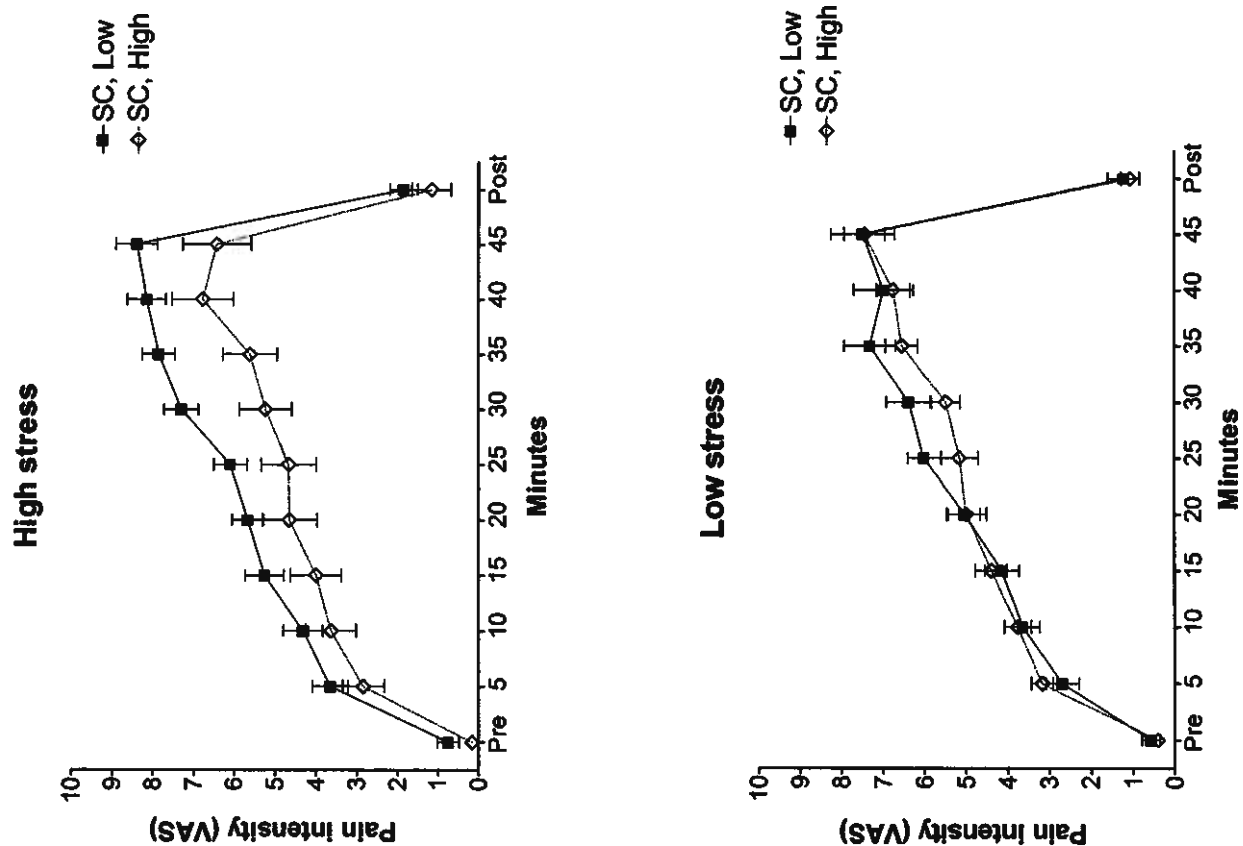 High stress
SC, Low
SC, High
Pain intensity (VAS)
10
9
8
7
6
5
4
3
2
1
0
Pre 5 10 15 20 25 30 35 40 45 Post
Minutes
Low stress
SC, Low
SC, High
Pain intensity (VAS)
10
9
8
7
6
5
4
3
2
1
0
Pre 5 10 15 20 25 30 35 40 45 Post
Minutes